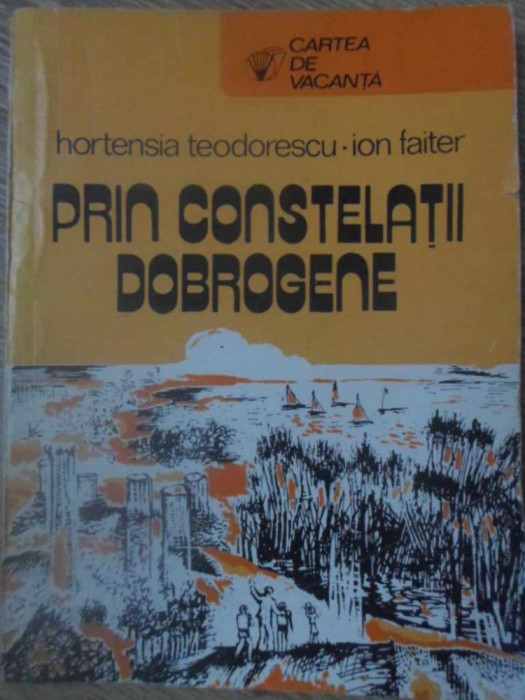 CARTEA
DE
VACANȚĂ
hortensia teodorescu • ion faiter
PRIN CONSTELAȚII
DOBROGENE